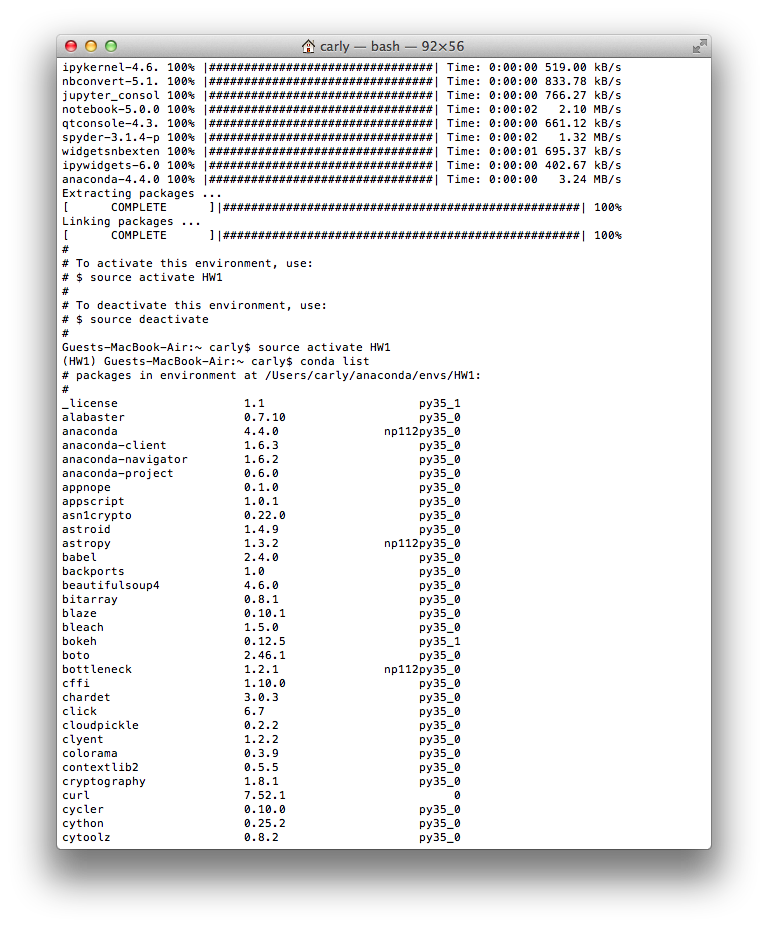 carly — bash — 92×56
ipykernel-4.6. 100% |################################| Time: 0:00:00 519.00 kB/s
nbconvert-5.1. 100% |################################| Time: 0:00:00 833.78 kB/s
jupyter_consol 100% |################################| Time: 0:00:00 766.27 kB/s
notebook-5.0.0 100% |################################| Time: 0:00:02   2.10 MB/s
qtconsole-4.3. 100% |################################| Time: 0:00:00 661.12 kB/s
spyder-3.1.4-p 100% |################################| Time: 0:00:02   1.32 MB/s
widgetsnbexten 100% |################################| Time: 0:00:01 695.37 kB/s
ipywidgets-6.0 100% |################################| Time: 0:00:00 402.67 kB/s
anaconda-4.4.0 100% |################################| Time: 0:00:00   3.24 MB/s
Extracting packages ...
[      COMPLETE      ]|###################################################| 100%
Linking packages ...
[      COMPLETE      ]|###################################################| 100%
#
# To activate this environment, use:
# $ source activate HW1
#
# To deactivate this environment, use:
# $ source deactivate
#
Guests-MacBook-Air:~ carly$ source activate HW1
(HW1) Guests-MacBook-Air:~ carly$ conda list
# packages in environment at /Users/carly/anaconda/envs/HW1:
#
_license                  1.1                      py35_1
alabaster                 0.7.10                   py35_0
anaconda                  4.4.0               np112py35_0
anaconda-client           1.6.3                    py35_0
anaconda-navigator        1.6.2                    py35_0
anaconda-project          0.6.0                    py35_0
appnope                   0.1.0                    py35_0
appscript                 1.0.1                    py35_0
asn1crypto                0.22.0                   py35_0
astroid                   1.4.9                    py35_0
astropy                   1.3.2               np112py35_0
babel                     2.4.0                    py35_0
backports                 1.0                      py35_0
beautifulsoup4            4.6.0                    py35_0
bitarray                  0.8.1                    py35_0
blaze                     0.10.1                   py35_0
bleach                    1.5.0                    py35_0
bokeh                     0.12.5                   py35_1
boto                      2.46.1                   py35_0
bottleneck                1.2.1               np112py35_0
cffi                      1.10.0                   py35_0
chardet                   3.0.3                    py35_0
click                     6.7                      py35_0
cloudpickle               0.2.2                    py35_0
clyent                    1.2.2                    py35_0
colorama                  0.3.9                    py35_0
contextlib2               0.5.5                    py35_0
cryptography              1.8.1                    py35_0
curl                      7.52.1                        0
cycler                    0.10.0                   py35_0
cython                    0.25.2                   py35_0
cytoolz                   0.8.2                    py35_0